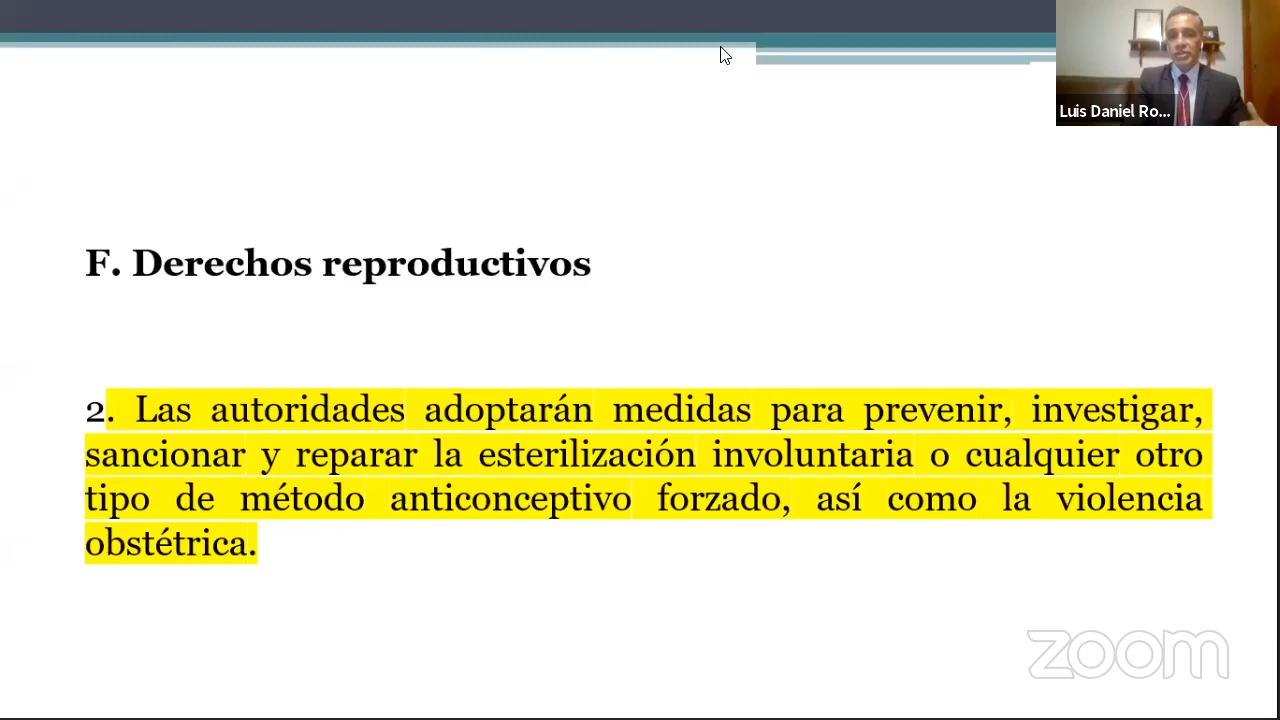 Luis Daniel Ro...
F. Derechos reproductivos
2. Las autoridades adoptarán medidas para prevenir, investigar,
sancionar y reparar la esterilización involuntaria o cualquier otro
tipo de método anticonceptivo forzado, así como la violencia
obstétrica.
zoom